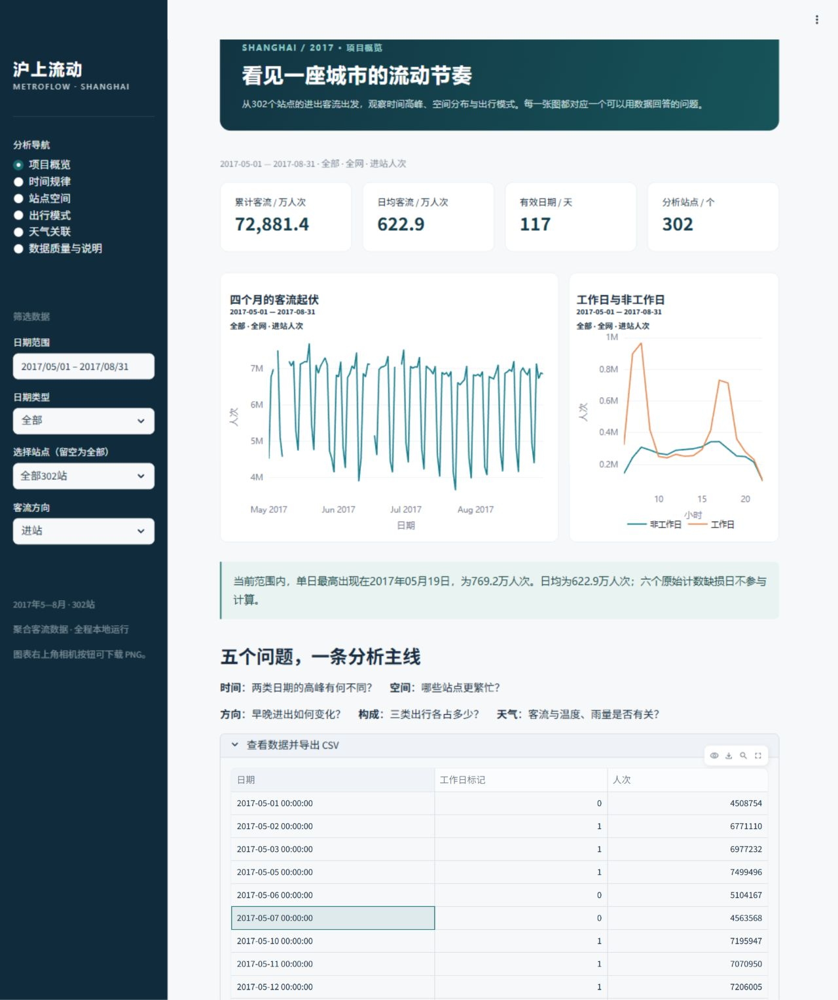 沪上流动
METROFLOW · SHANGHAI
分析导航
项目概览
时间规律
站点空间
出行模式
天气关联
数据质量与说明
筛选数据
日期范围
2017/05/01 – 2017/08/31
日期类型
全部
选择站点（留空为全部）
全部302站
客流方向
进站
2017年5—8月 · 302站
聚合客流数据 · 全程本地运行
图表右上角相机按钮可下载 PNG。
SHANGHAI / 2017 • 项目概览
看见一座城市的流动节奏
从302个站点的进出客流出发，观察时间高峰、空间分布与出行模式。每一张图都对应一个可以用数据回答的问题。
2017-05-01 — 2017-08-31 · 全部 · 全网 · 进站人次
累计客流 / 万人次
72,881.4
日均客流 / 万人次
622.9
有效日期 / 天
117
分析站点 / 个
302
四个月的客流起伏
2017-05-01 — 2017-08-31
全部 · 全网 · 进站人次
7M
6M
5M
4M
人次
May 2017 Jun 2017 Jul 2017 Aug 2017
日期
工作日与非工作日
2017-05-01 — 2017-08-31
全部 · 全网 · 进站人次
1M
0.8M
0.6M
0.4M
0.2M
人次
10 15 20
小时
非工作日 工作日
当前范围内，单日最高出现在2017年05月19日，为769.2万人次。日均为622.9万人次；六个原始计数缺损日不参与
计算。
五个问题，一条分析主线
时间：两类日期的高峰有何不同？ 空间：哪些站点更繁忙？
方向：早晚进出如何变化？ 构成：三类出行各占多少？ 天气：客流与温度、雨量是否有关？
查看数据并导出 CSV
日期 工作日标记 人次
2017-05-01 00:00:00 0 4508754
2017-05-02 00:00:00 1 6771110
2017-05-03 00:00:00 1 6977232
2017-05-05 00:00:00 1 7499496
2017-05-06 00:00:00 0 5104167
2017-05-07 00:00:00 0 4563568
2017-05-10 00:00:00 1 7195947
2017-05-11 00:00:00 1 7070950
2017-05-12 00:00:00 1 7206005